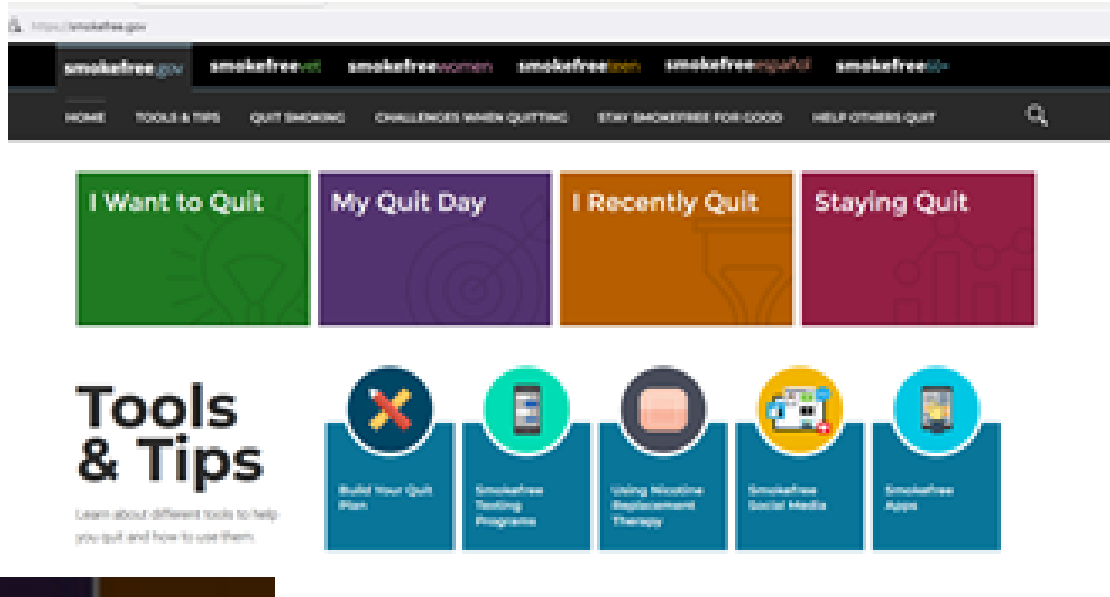 https://smokefree.gov
smokefree.gov smokefreevet smokefreewomen smokefreeteen smokefreeespañol smokefree60+
HOME TOOLS & TIPS QUIT SMOKING CHALLENGES WHEN QUITTING STAY SMOKEFREE FOR GOOD HELP OTHERS QUIT
I Want to Quit
My Quit Day
I Recently Quit
Staying Quit
Tools
& Tips
Learn about different tools to help
you quit and how to use them.
Build Your Quit
Plan
Smokefree
Texting
Programs
Using Nicotine
Replacement
Therapy
Smokefree
Social Media
Smokefree
Apps